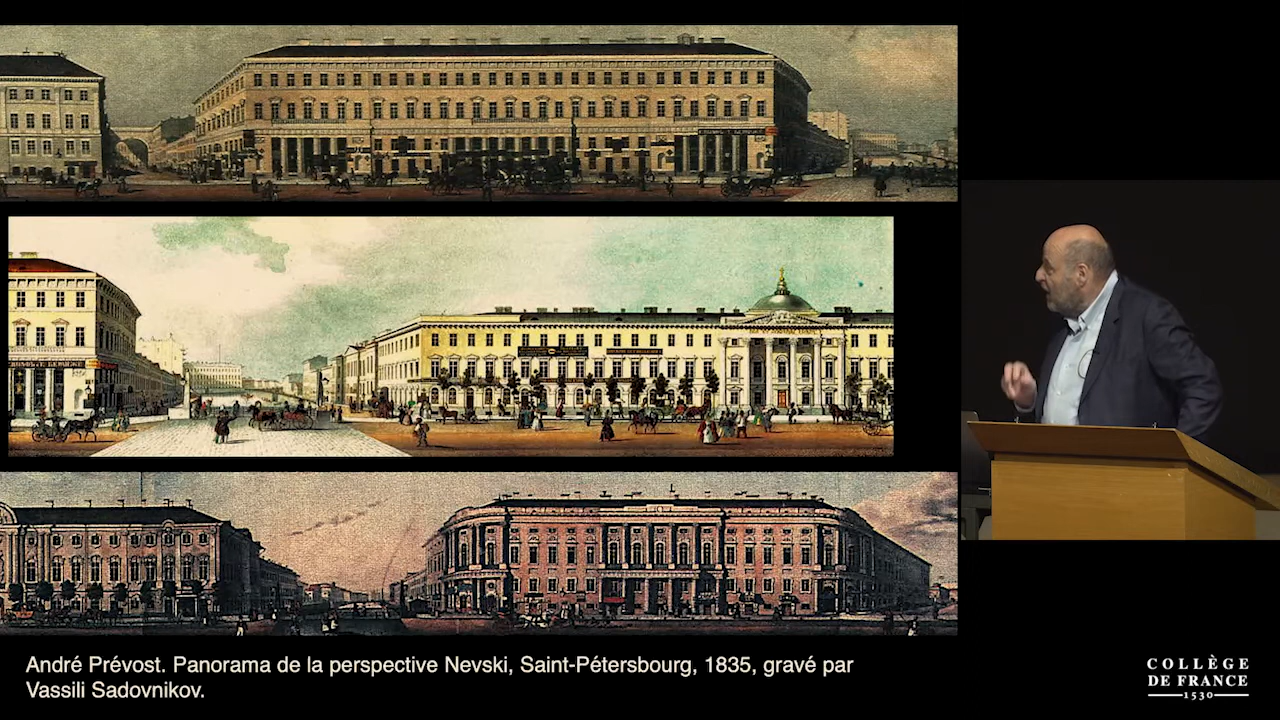 André Prévost. Panorama de la perspective Nevski, Saint-Pétersbourg, 1835, gravé par
Vassili Sadovnikov.
COLLÈGE
DE FRANCE
1530